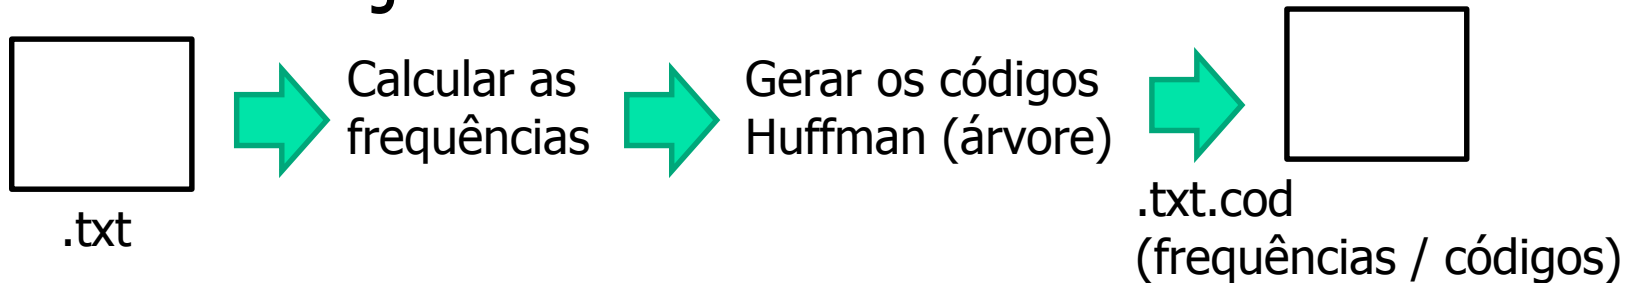 Calcular as
frequências
Gerar os códigos
Huffman (árvore)
.txt
.txt.cod
(frequências / códigos)